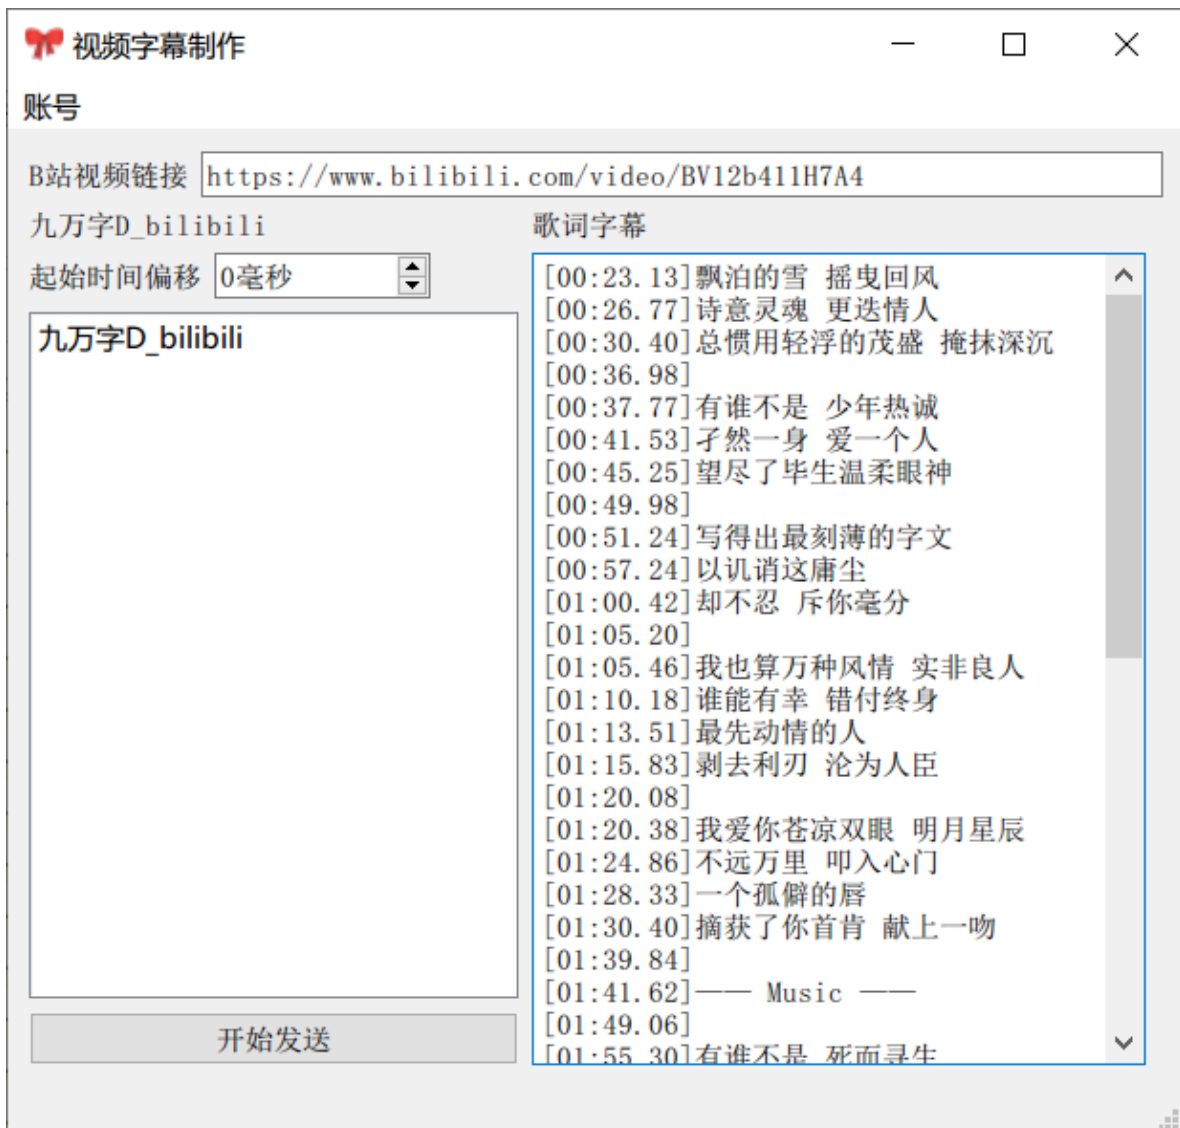 视频字幕制作
账号
B站视频链接 https://www.bilibili.com/video/BV12b411H7A4
九万字D_bilibili
起始时间偏移 0毫秒
九万字D_bilibili
开始发送
歌词字幕
[00:23.13]飘泊的雪 摇曳回风
[00:26.77]诗意灵魂 更迭情人
[00:30.40]总惯用轻浮的茂盛 掩抹深沉
[00:36.98]
[00:37.77]有谁不是 少年热诚
[00:41.53]孑然一身 爱一个人
[00:45.25]望尽了毕生温柔眼神
[00:49.98]
[00:51.24]写得出最刻薄的字文
[00:57.24]以讥诮这庸尘
[01:00.42]却不忍 斥你毫分
[01:05.20]
[01:05.46]我也算万种风情 实非良人
[01:10.18]谁能有幸 错付终身
[01:13.51]最先动情的人
[01:15.83]剥去利刃 沦为人臣
[01:20.08]
[01:20.38]我爱你苍凉双眼 明月星辰
[01:24.86]不远万里 叩入心门
[01:28.33]一个孤僻的唇
[01:30.40]摘获了你首肯 献上一吻
[01:39.84]
[01:41.62]—— Music ——
[01:49.06]
[01:55.30]有谁不是 死而寻生